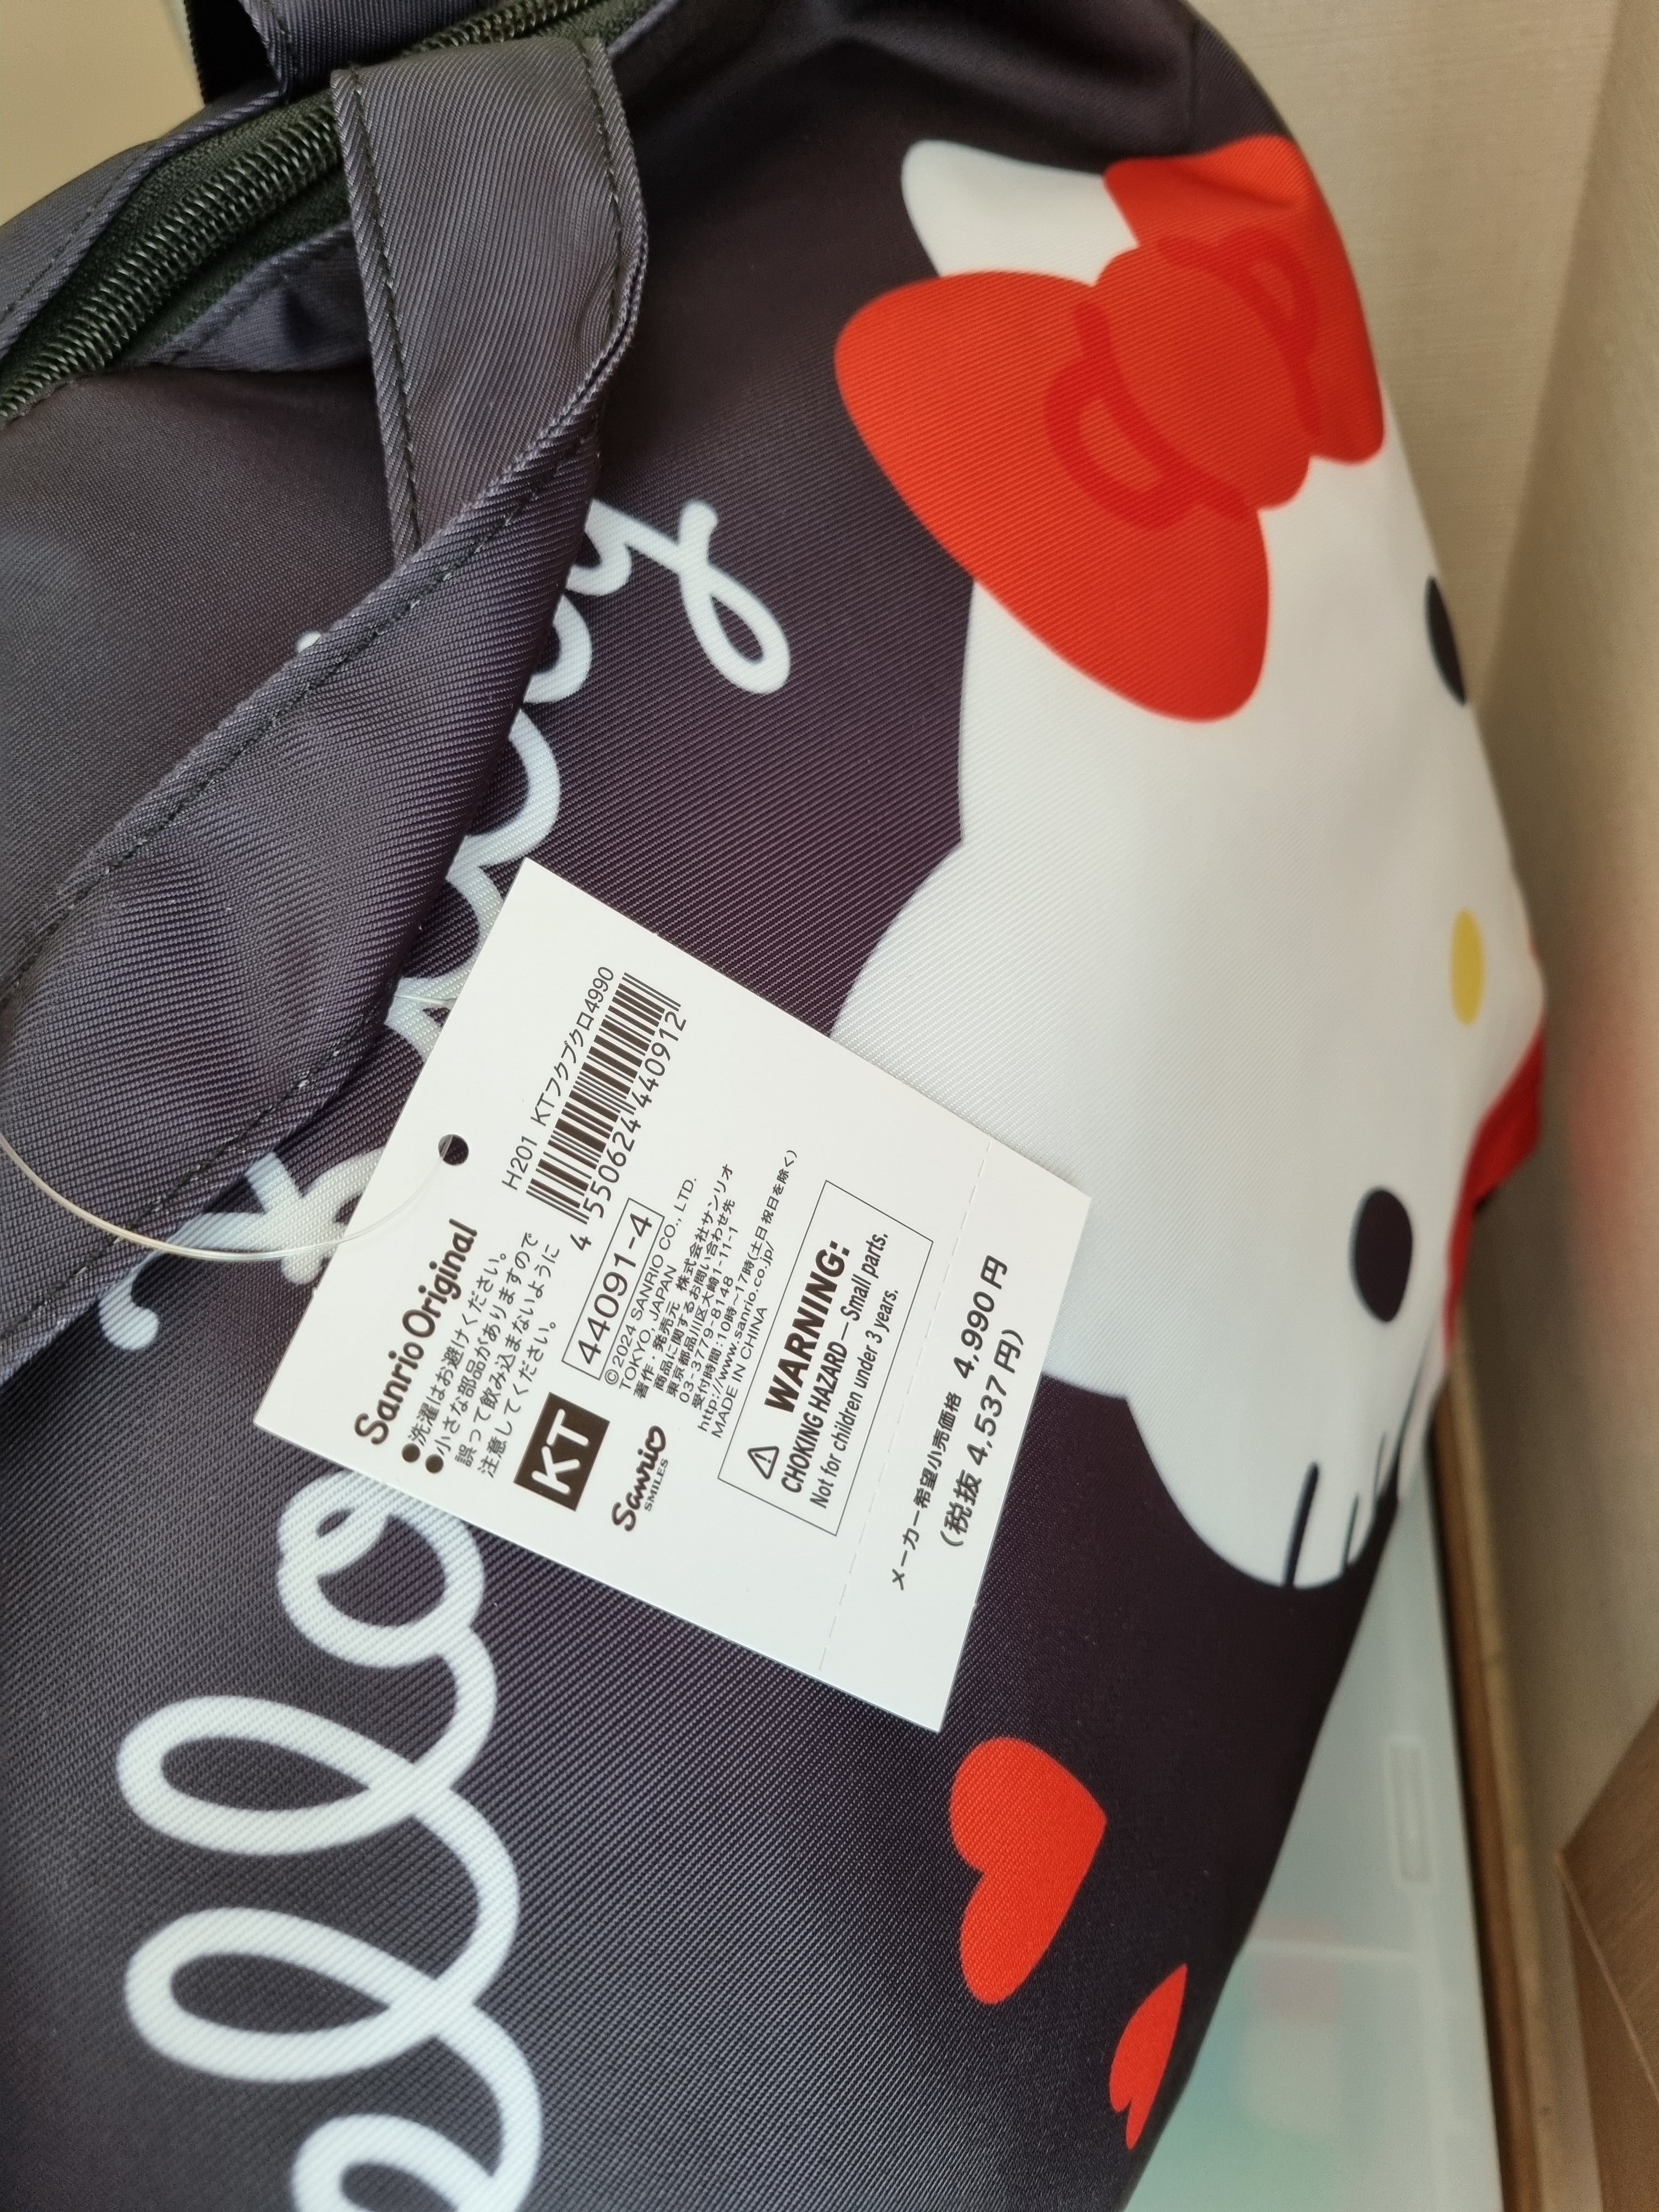 Hello Kitty
Sanrio Original
●洗濯はお避けください。
●小さな部品がありますので
誤って飲み込まないように
注意してください。
H201 KTフクブクロ4990
4 550624 440912
KT
44091-4
Sanrio
SMILES
©2024 SANRIO CO., LTD.
TOKYO, JAPAN
著作・発売元 株式会社サンリオ
商品に関するお問い合わせ先
東京都品川区大崎1-11-1
03-3779-8148
受付時間:10時~17時(土日祝日を除く)
http://www.sanrio.co.jp/
MADE IN CHINA
WARNING:
CHOKING HAZARD—Small parts.
Not for children under 3 years.
メーカー希望小売価格 4,990円
(税抜 4,537円)